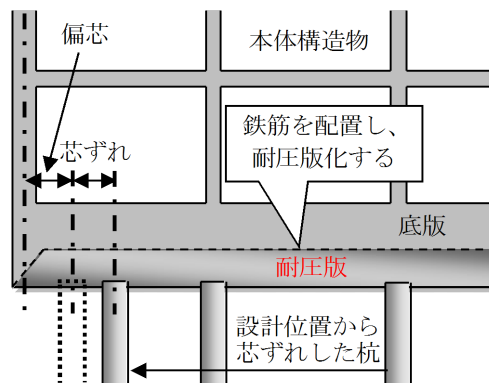 偏芯
本体構造物
鉄筋を配置し、
耐圧版化する
芯ずれ
底版
耐圧版
設計位置から
芯ずれした杭